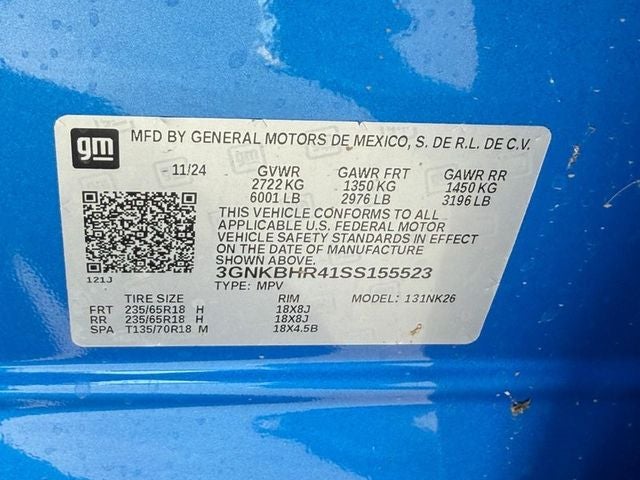 gm MFD BY GENERAL MOTORS DE MEXICO, S. DE R.L. DE C.V.
11/24 GVWR GAWR FRT GAWR RR
2722 KG 1350 KG 1450 KG
6001 LB 2976 LB 3196 LB
THIS VEHICLE CONFORMS TO ALL
APPLICABLE U.S. FEDERAL MOTOR
VEHICLE SAFETY STANDARDS IN EFFECT
ON THE DATE OF MANUFACTURE
SHOWN ABOVE.
3GNKBHR41SS155523
121J
TYPE: MPV
TIRE SIZE RIM MODEL: 131NK26
FRT 235/65R18 H 18X8J
RR 235/65R18 H 18X8J
SPA T135/70R18 M 18X4.5B